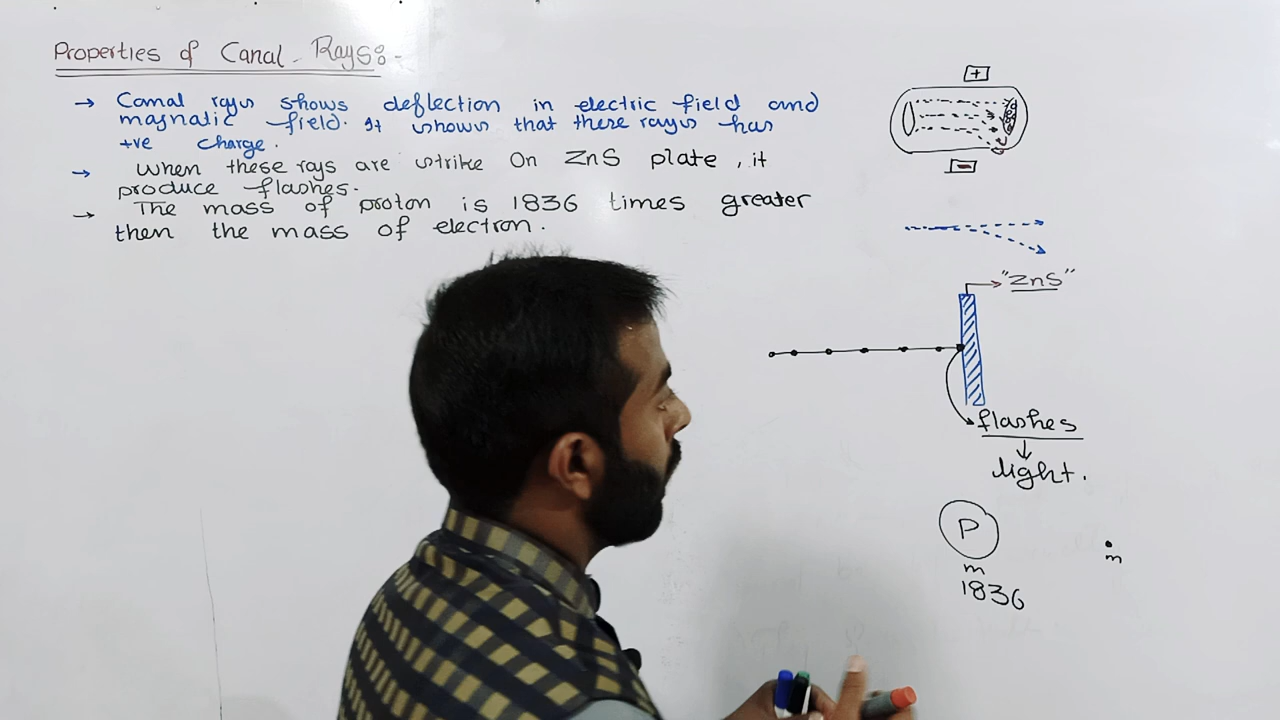 Properties of Canal Rays:-
→ Canal rays shows deflection in electric field and
magnatic field. It shows that these rays has
+ve charge.
→ When these rays are strike On ZnS plate, it
produce flashes.
→ The mass of proton is 1836 times greater
then the mass of electron.
+
-
"ZnS"
flashes
light.
P
m
m
1836